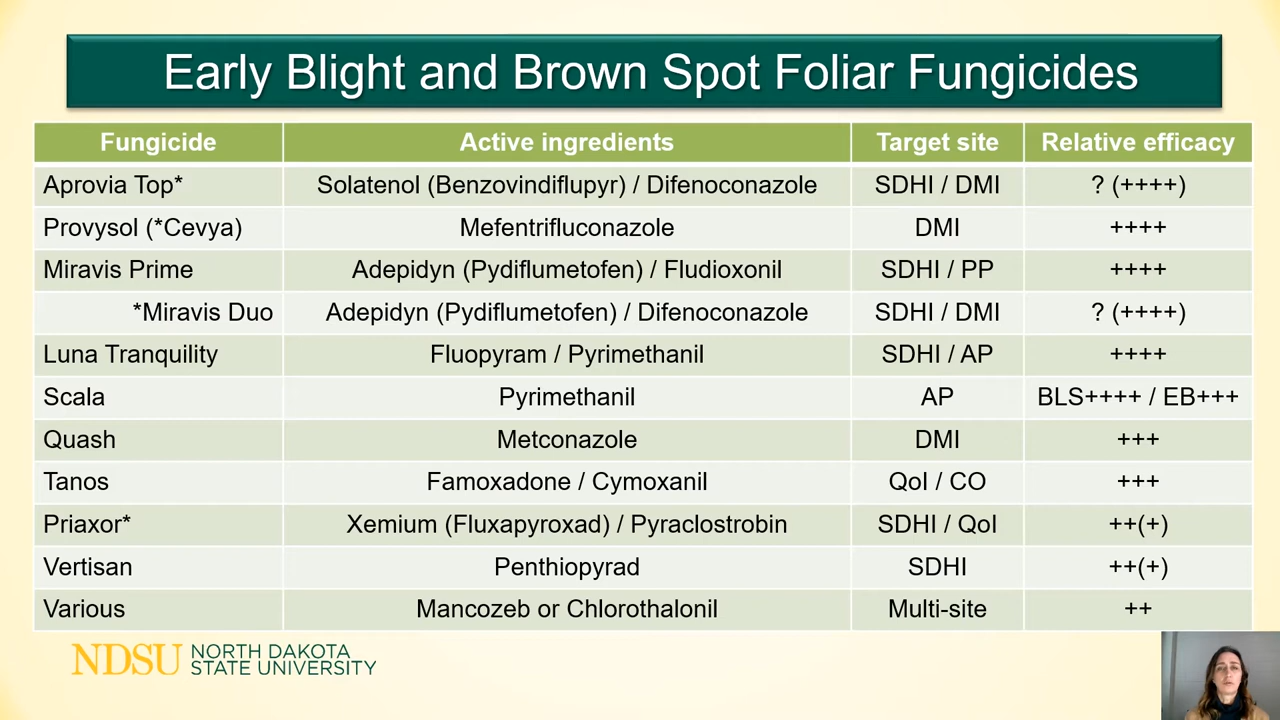 Early Blight and Brown Spot Foliar Fungicides
Fungicide Active ingredients Target site Relative efficacy
Aprovia Top* Solatenol (Benzovindiflupyr) / Difenoconazole SDHI / DMI ? (++++)
Provysol (*Cevya) Mefentrifluconazole DMI ++++
Miravis Prime Adepidyn (Pydiflumetofen) / Fludioxonil SDHI / PP ++++
*Miravis Duo Adepidyn (Pydiflumetofen) / Difenoconazole SDHI / DMI ? (++++)
Luna Tranquility Fluopyram / Pyrimethanil SDHI / AP ++++
Scala Pyrimethanil AP BLS++++ / EB+++
Quash Metconazole DMI +++
Tanos Famoxadone / Cymoxanil QoI / CO +++
Priaxor* Xemium (Fluxapyroxad) / Pyraclostrobin SDHI / QoI ++(+)
Vertisan Penthiopyrad SDHI ++(+)
Various Mancozeb or Chlorothalonil Multi-site ++
NDSU NORTH DAKOTA
STATE UNIVERSITY